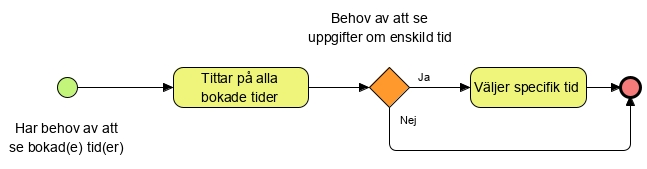 Behov av att se
uppgifter om enskild tid
Tittar på alla
bokade tider
Ja
Väljer specifik tid
Nej
Har behov av att
se bokad(e) tid(er)